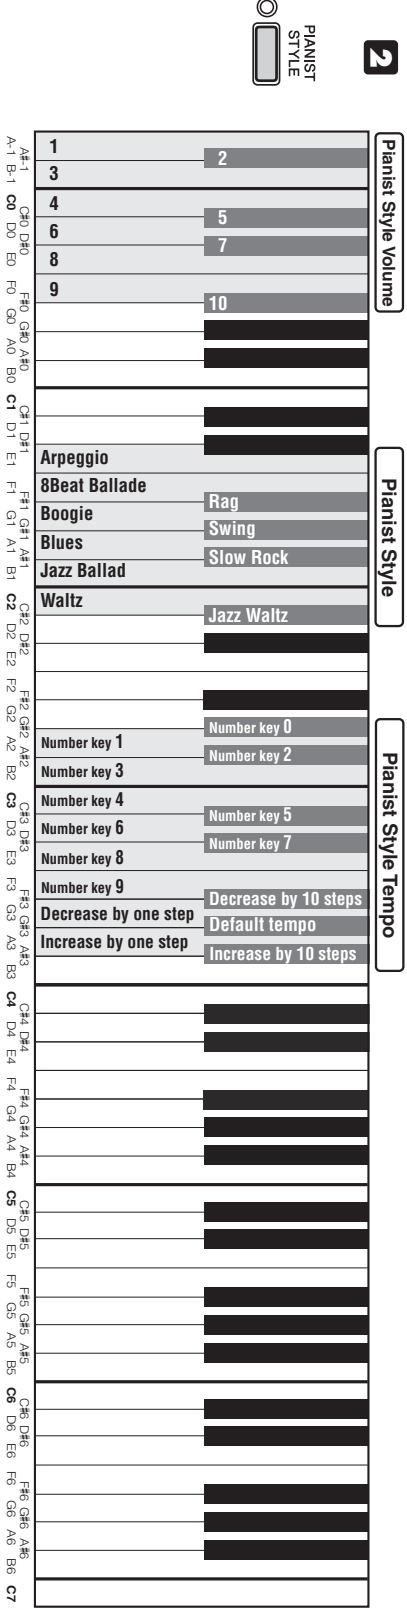 2
PIANIST
STYLE
Pianist Style Volume
1
2
3
4
5
6
7
8
9
10
Pianist Style
Arpeggio
8Beat Ballade
Rag
Boogie
Swing
Blues
Slow Rock
Jazz Ballad
Waltz
Jazz Waltz
Pianist Style Tempo
Number key 0
Number key 1
Number key 2
Number key 3
Number key 4
Number key 5
Number key 6
Number key 7
Number key 8
Number key 9
Decrease by 10 steps
Decrease by one step
Default tempo
Increase by one step
Increase by 10 steps
A#-1 C#0 D#0 F#0 G#0 A#0 C#1 D#1 F#1 G#1 A#1 C#2 D#2 F#2 G#2 A#2 C#3 D#3 F#3 G#3 A#3 C#4 D#4 F#4 G#4 A#4 C#5 D#5 F#5 G#5 A#5 C#6 D#6 F#6 G#6 A#6
A-1 B-1 C0 D0 E0 F0 G0 A0 B0 C1 D1 E1 F1 G1 A1 B1 C2 D2 E2 F2 G2 A2 B2 C3 D3 E3 F3 G3 A3 B3 C4 D4 E4 F4 G4 A4 B4 C5 D5 E5 F5 G5 A5 B5 C6 D6 E6 F6 G6 A6 B6 C7